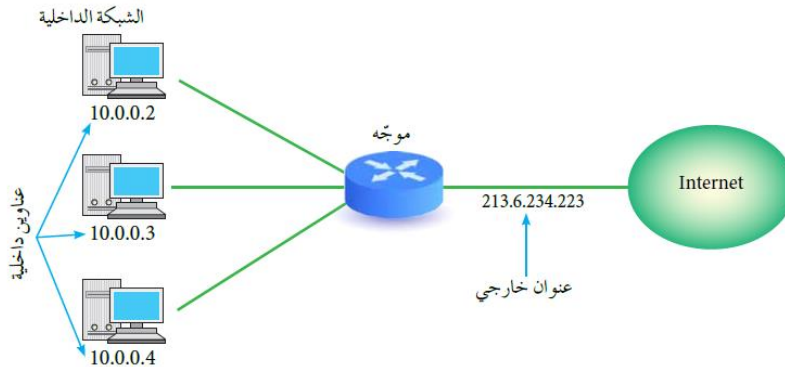 الشبكة الداخلية
10.0.0.2
موجّه
10.0.0.3
عناوين داخلية
213.6.234.223
Internet
عنوان خارجي
10.0.0.4